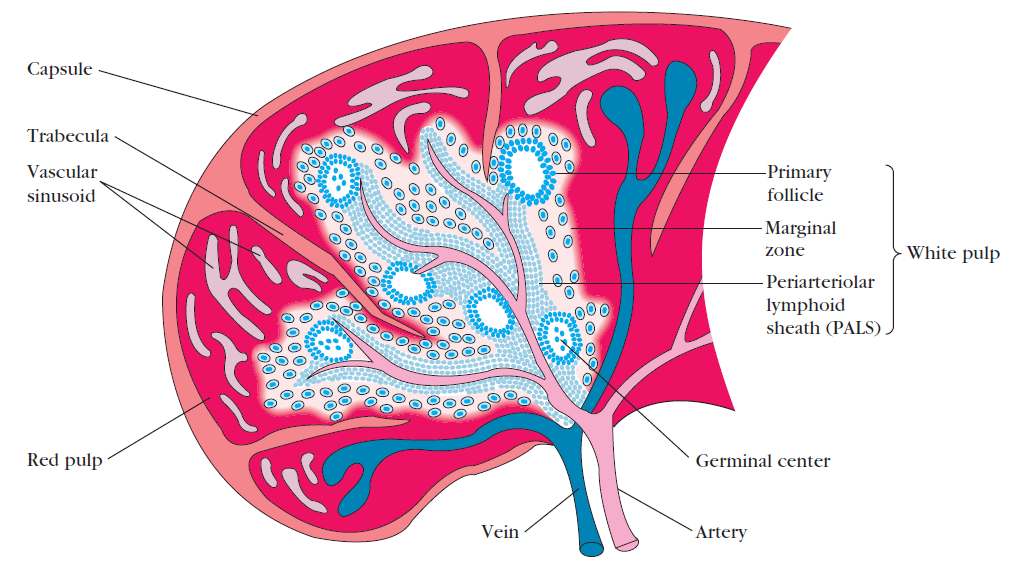 Capsule
Trabecula
Vascular
sinusoid
Red pulp
Vein
Artery
Germinal center
Primary
follicle
Marginal
zone
Periarteriolar
lymphoid
sheath (PALS)
White pulp